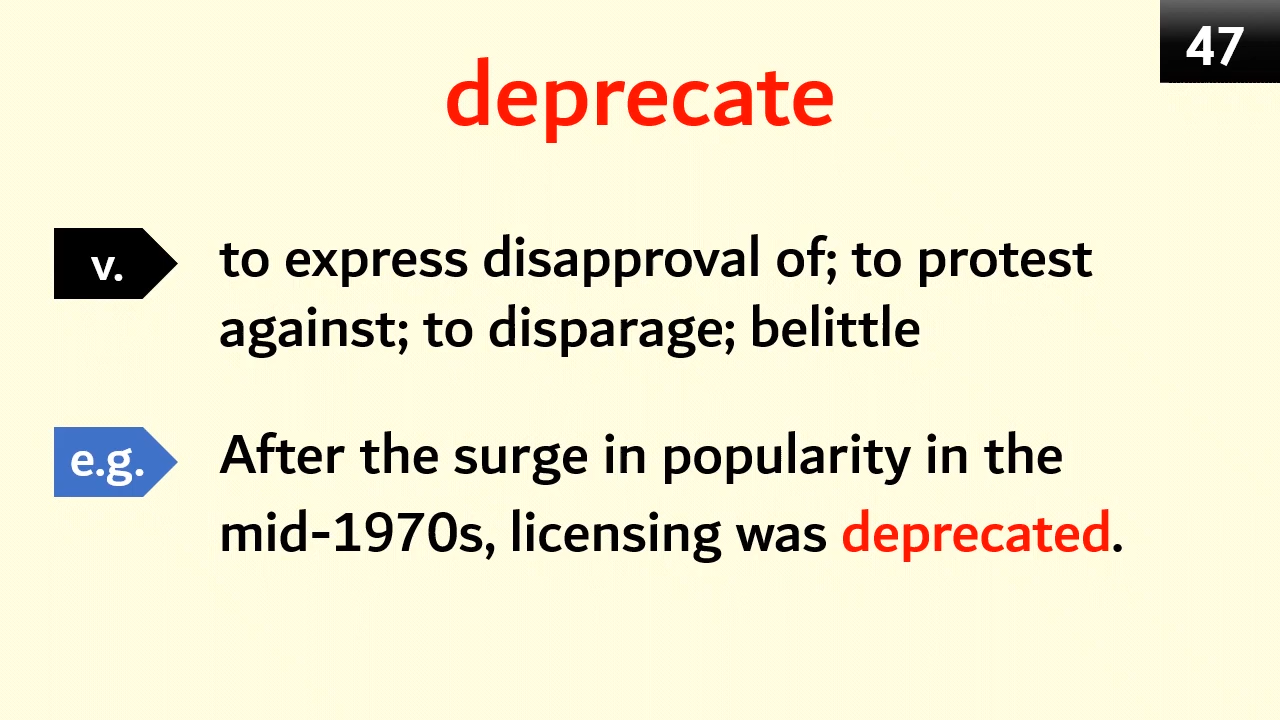 47
deprecate
v.
to express disapproval of; to protest
against; to disparage; belittle
e.g.
After the surge in popularity in the
mid-1970s, licensing was deprecated.